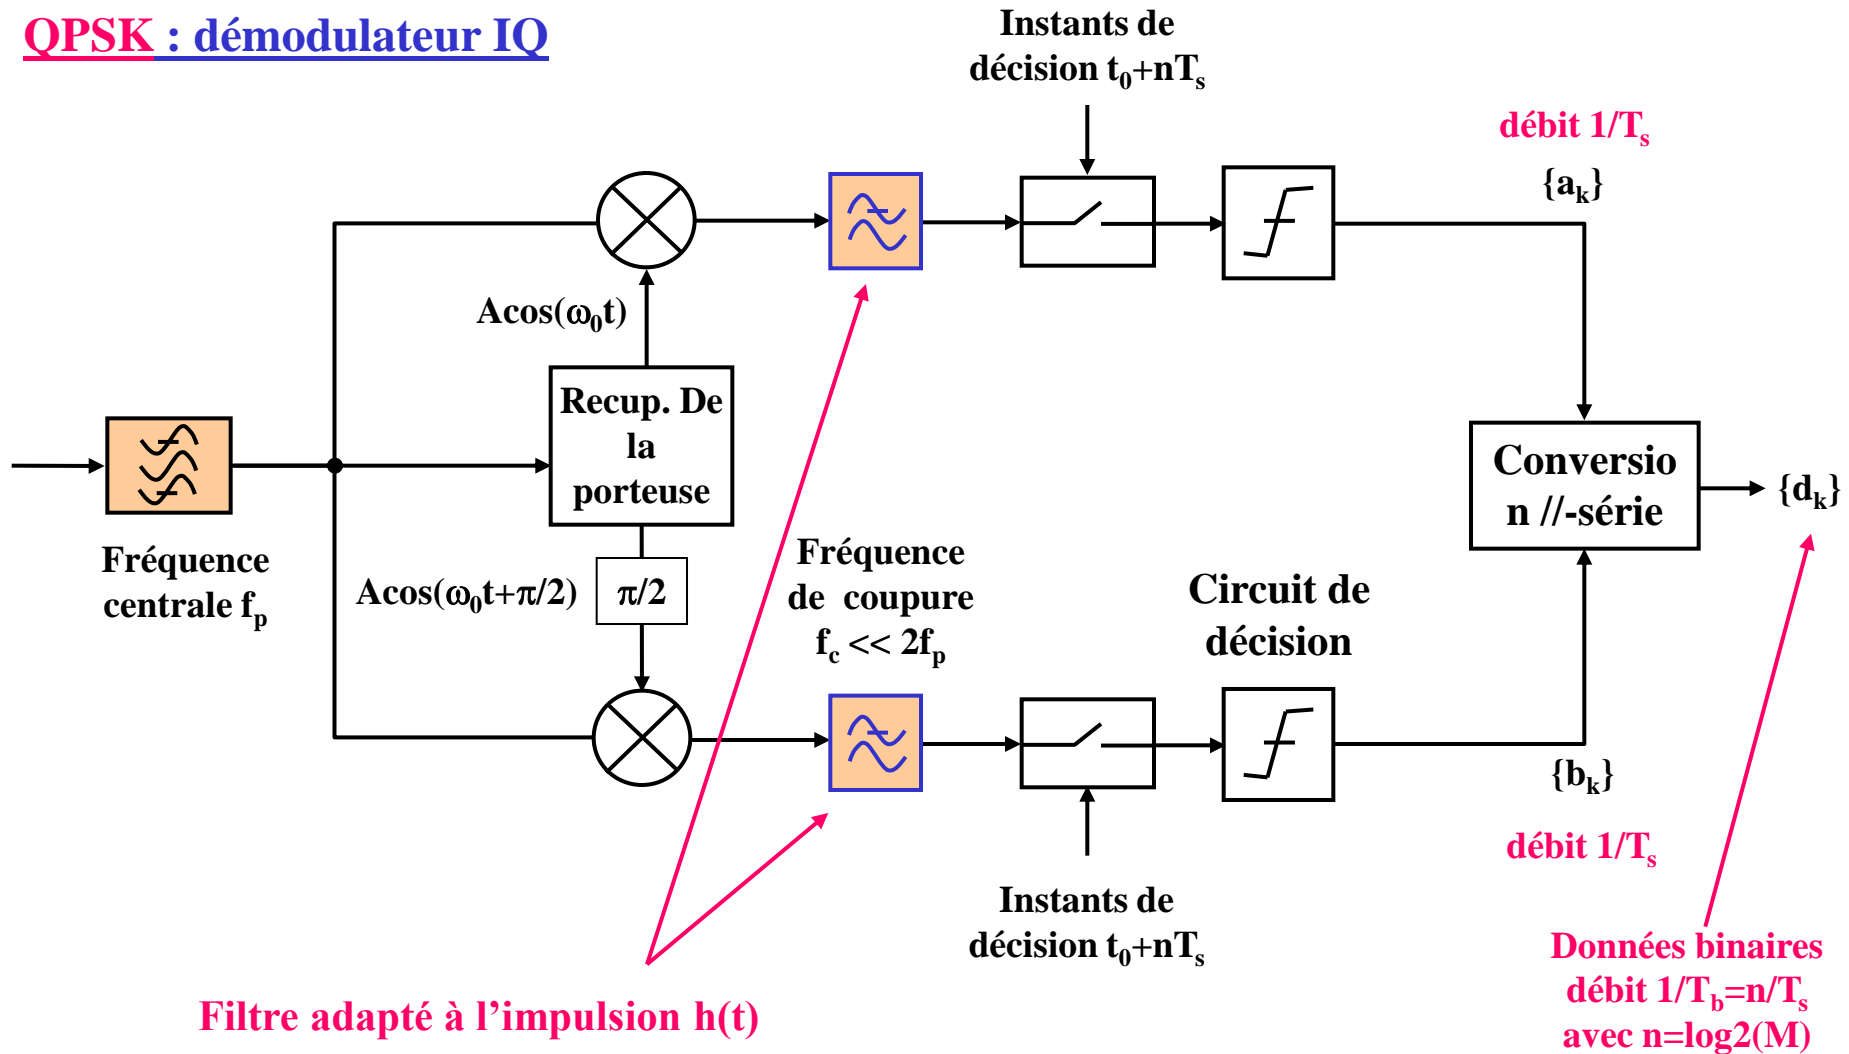 QPSK : démodulateur IQ
Instants de
décision t₀+nTₛ
débit 1/Tₛ
{aₖ}
Acos(ω₀t)
Recup. De
la
porteuse
Conversio
n //-série
{dₖ}
Fréquence
centrale fₚ
Acos(ω₀t+π/2)
π/2
Fréquence
de coupure
f_c << 2fₚ
Circuit de
décision
{bₖ}
débit 1/Tₛ
Instants de
décision t₀+nTₛ
Données binaires
débit 1/T_b=n/Tₛ
avec n=log2(M)
Filtre adapté à l’impulsion h(t)